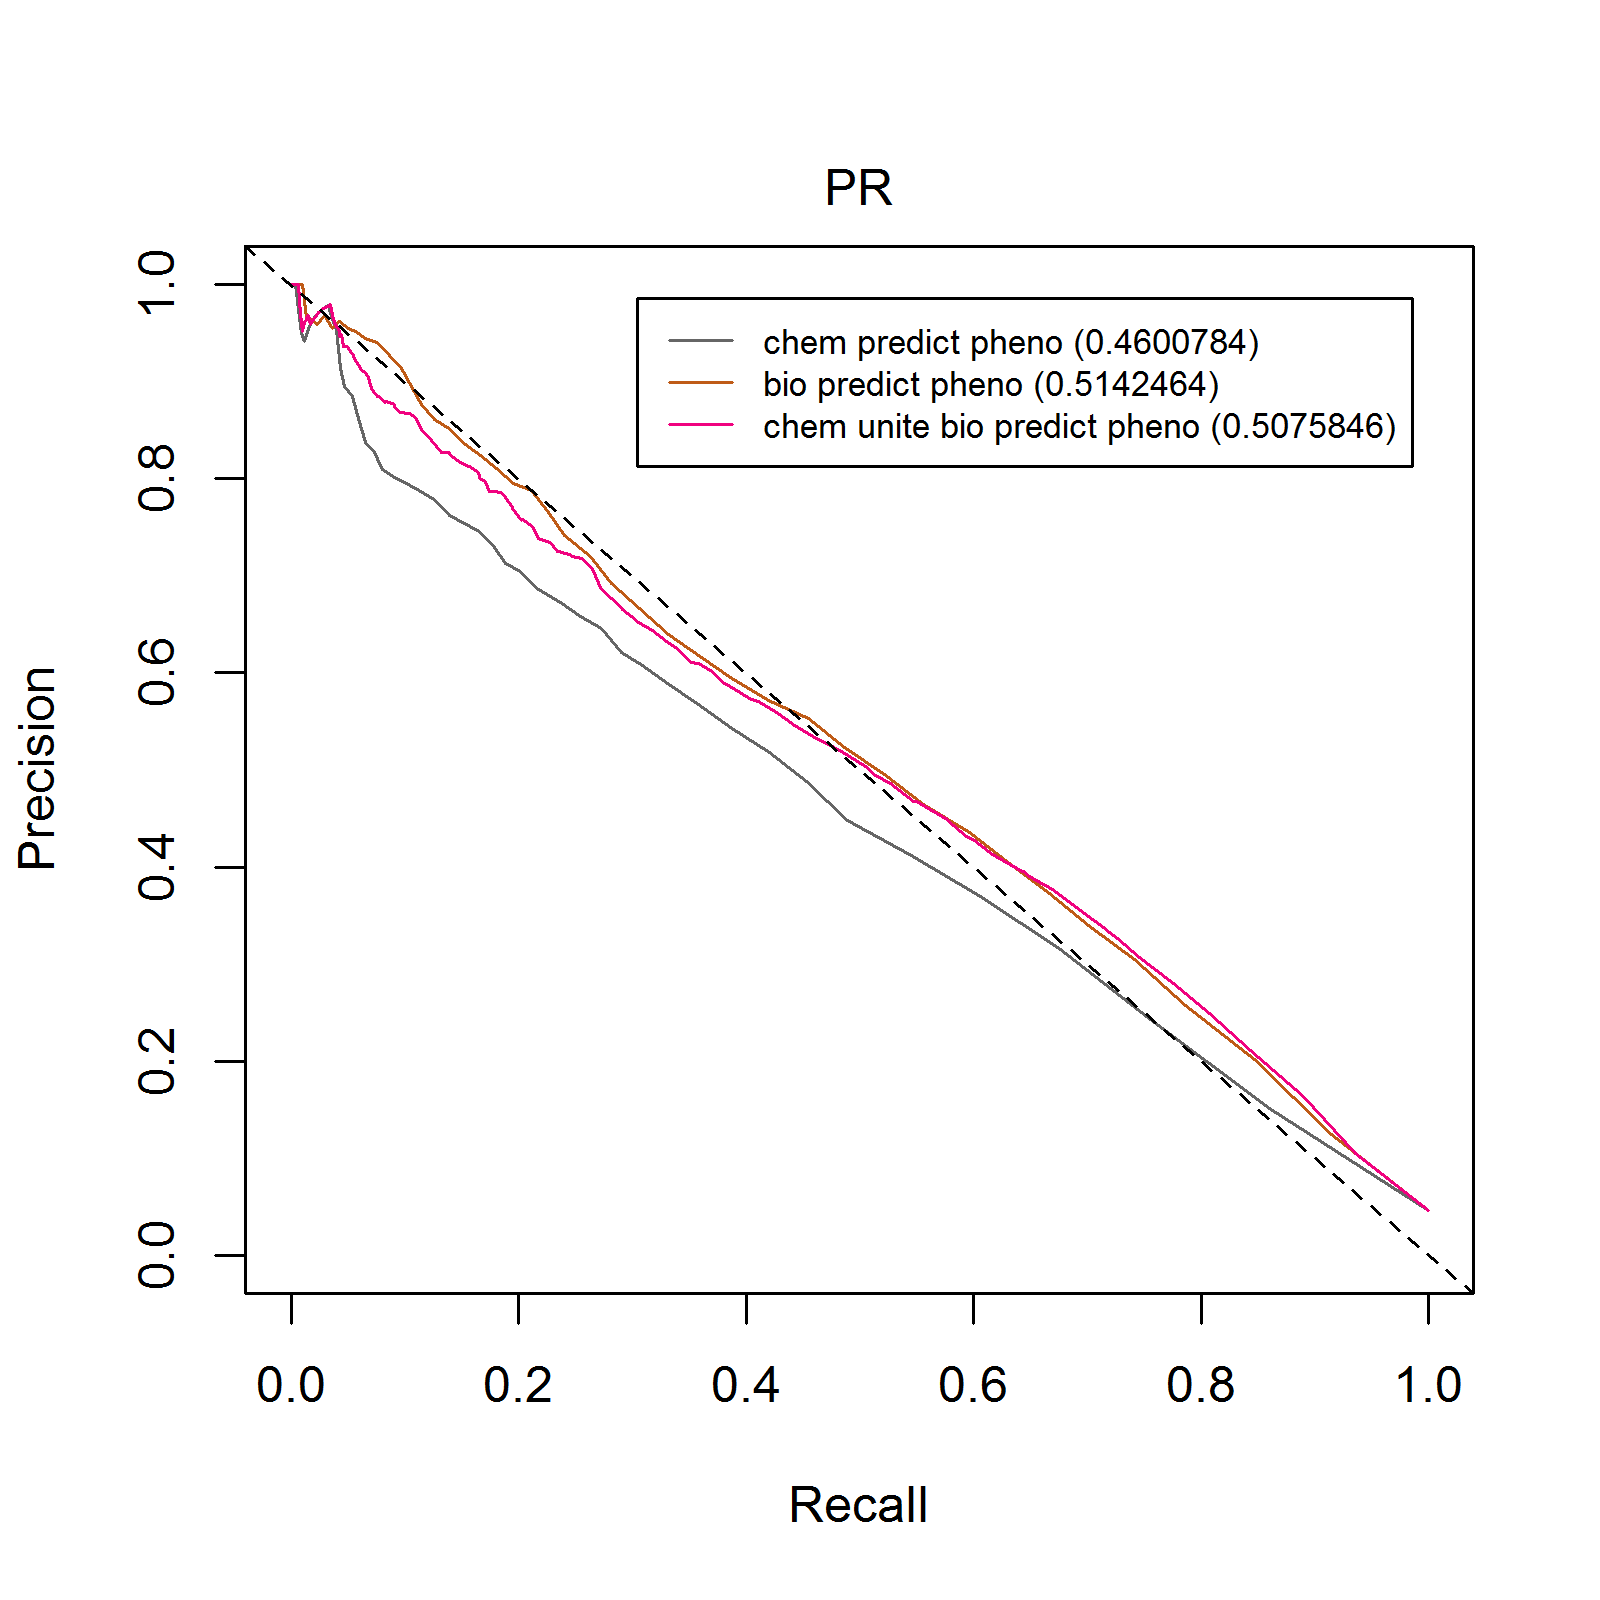 PR
chem predict pheno (0.4600784)
bio predict pheno (0.5142464)
chem unite bio predict pheno (0.5075846)
Precision
1.0
0.8
0.6
0.4
0.2
0.0
0.0 0.2 0.4 0.6 0.8 1.0
Recall